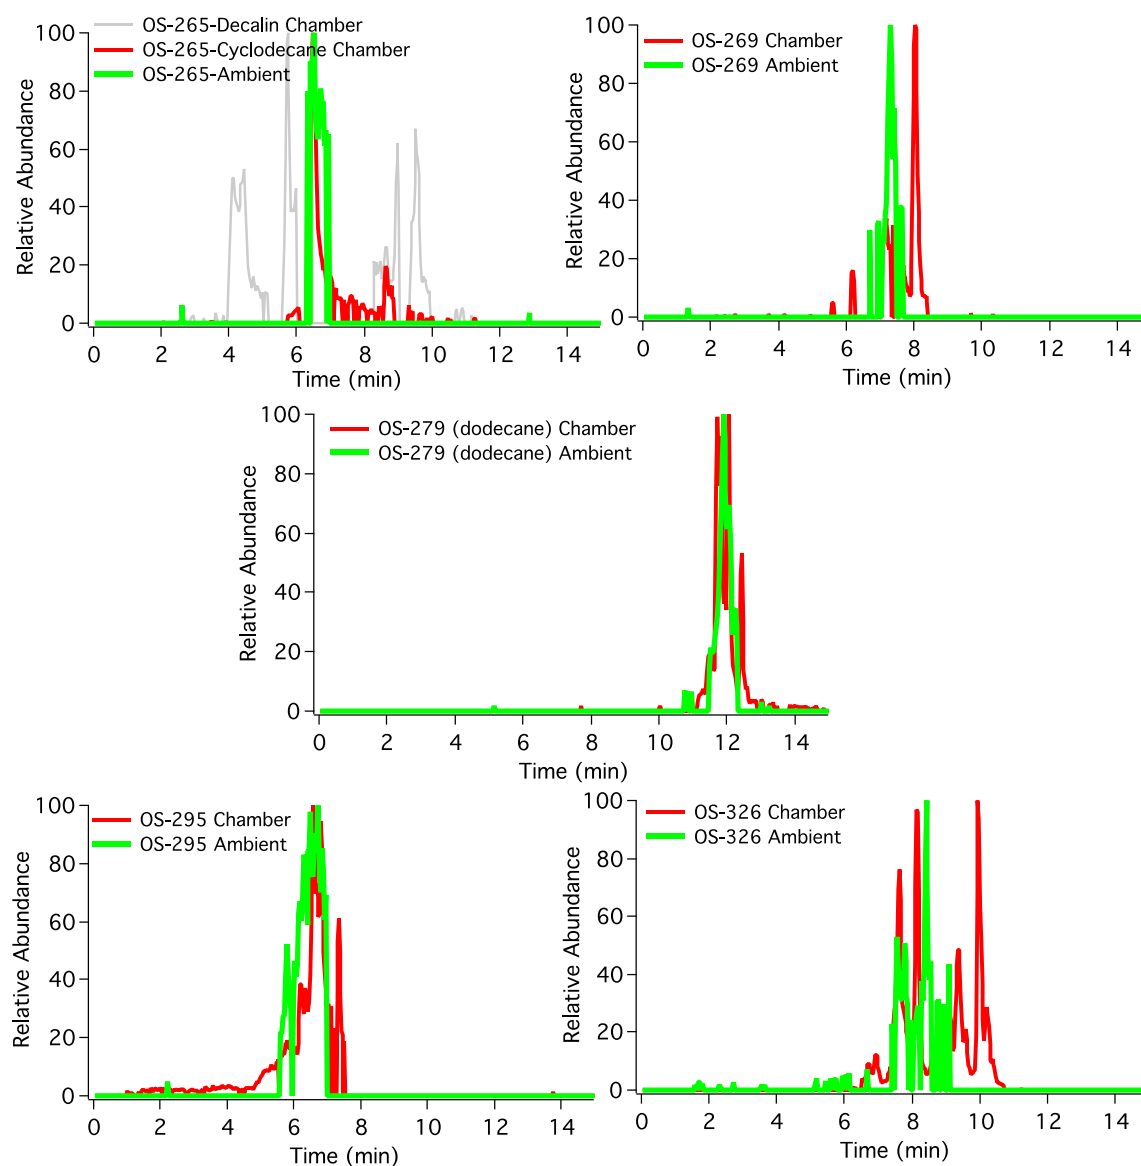 OS-265-Decalin Chamber
OS-265-Cyclodecane Chamber
OS-265-Ambient
Relative Abundance
100
80
60
40
20
0
0 2 4 6 8 10 12 14
Time (min)
OS-269 Chamber
OS-269 Ambient
Relative Abundance
100
80
60
40
20
0
0 2 4 6 8 10 12 14
Time (min)
OS-279 (dodecane) Chamber
OS-279 (dodecane) Ambient
Relative Abundance
100
80
60
40
20
0
0 2 4 6 8 10 12 14
Time (min)
OS-295 Chamber
OS-295 Ambient
Relative Abundance
100
80
60
40
20
0
0 2 4 6 8 10 12 14
Time (min)
OS-326 Chamber
OS-326 Ambient
Relative Abundance
100
80
60
40
20
0
0 2 4 6 8 10 12 14
Time (min)